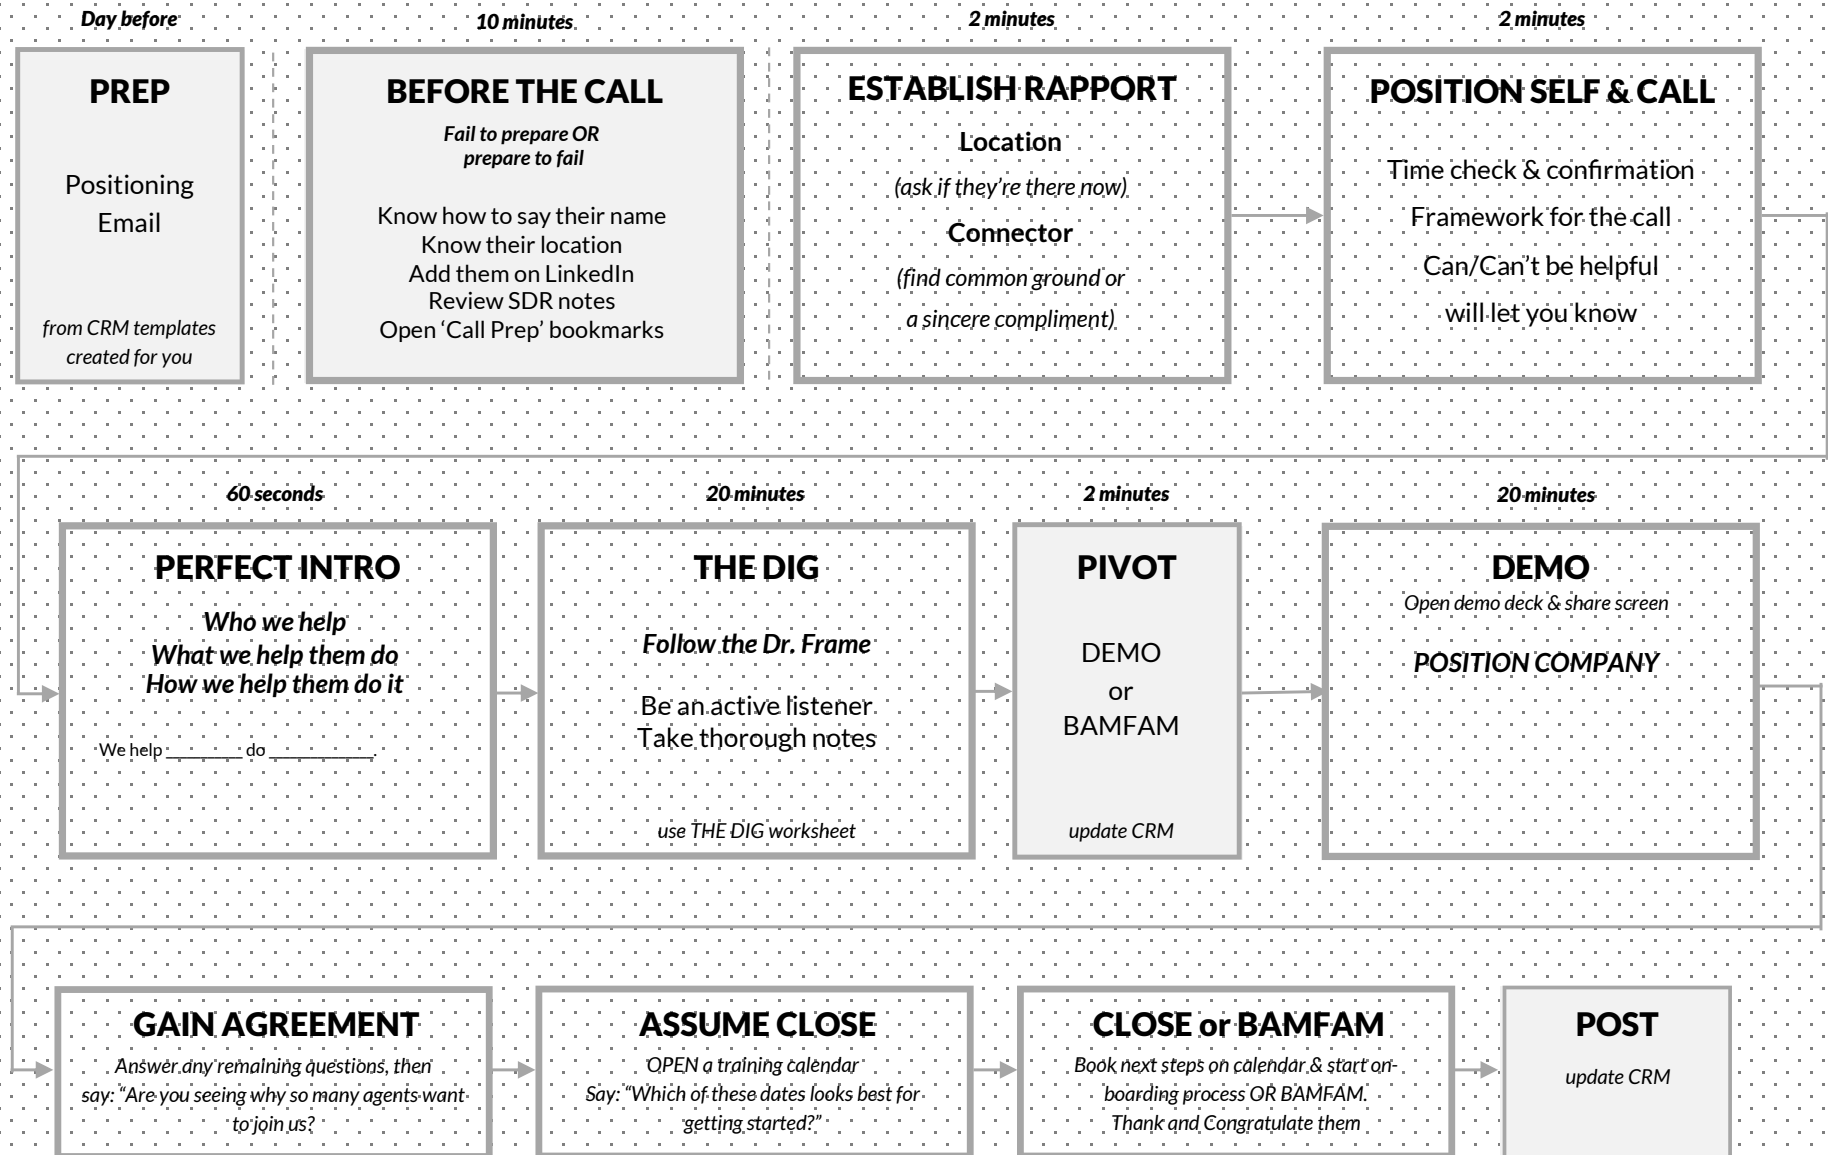 Day before
PREP
Positioning
Email
from CRM templates
created for you
10 minutes
BEFORE THE CALL
Fail to prepare OR
prepare to fail
Know how to say their name
Know their location
Add them on LinkedIn
Review SDR notes
Open ‘Call Prep’ bookmarks
2 minutes
ESTABLISH RAPPORT
Location
(ask if they’re there now)
Connector
(find common ground or
a sincere compliment)
2 minutes
POSITION SELF & CALL
Time check & confirmation
Framework for the call
Can/Can’t be helpful
will let you know
60 seconds
PERFECT INTRO
Who we help
What we help them do
How we help them do it
We help _________ do ____________.
20 minutes
THE DIG
Follow the Dr. Frame
Be an active listener
Take thorough notes
use THE DIG worksheet
2 minutes
PIVOT
DEMO
or
BAMFAM
update CRM
20 minutes
DEMO
Open demo deck & share screen
POSITION COMPANY
GAIN AGREEMENT
Answer any remaining questions, then
say: “Are you seeing why so many agents want
to join us?
ASSUME CLOSE
OPEN a training calendar
Say: “Which of these dates looks best for
getting started?”
CLOSE or BAMFAM
Book next steps on calendar & start on-
boarding process OR BAMFAM.
Thank and Congratulate them
POST
update CRM